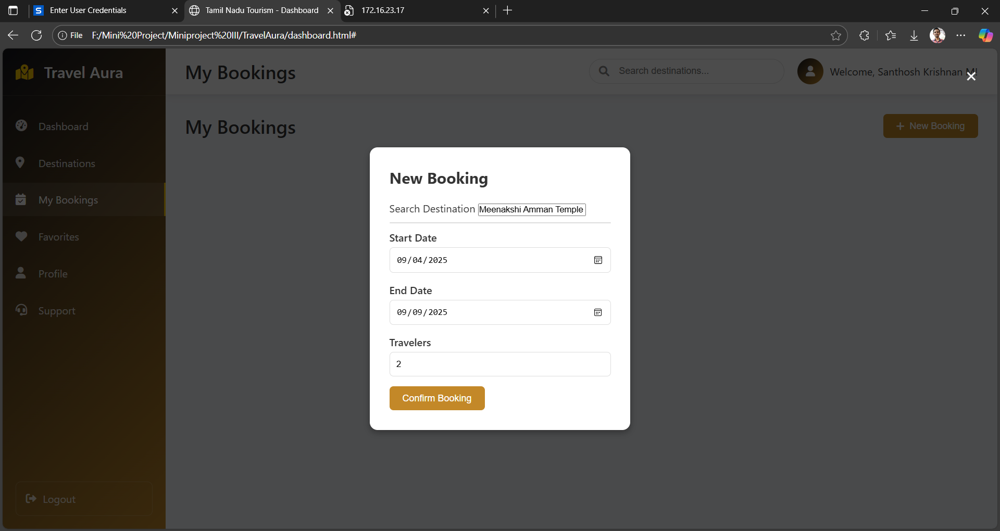 Enter User Credentials
Tamil Nadu Tourism - Dashboard
172.16.23.17
File F:/Mini%20Project/Miniproject%20III/TravelAura/dashboard.html#
Travel Aura
My Bookings
Search destinations...
Welcome, Santhosh Krishnan M!
Dashboard
Destinations
My Bookings
Favorites
Profile
Support
Logout
My Bookings
New Booking
New Booking
Search Destination Meenakshi Amman Temple
Start Date
09/04/2025
End Date
09/09/2025
Travelers
2
Confirm Booking